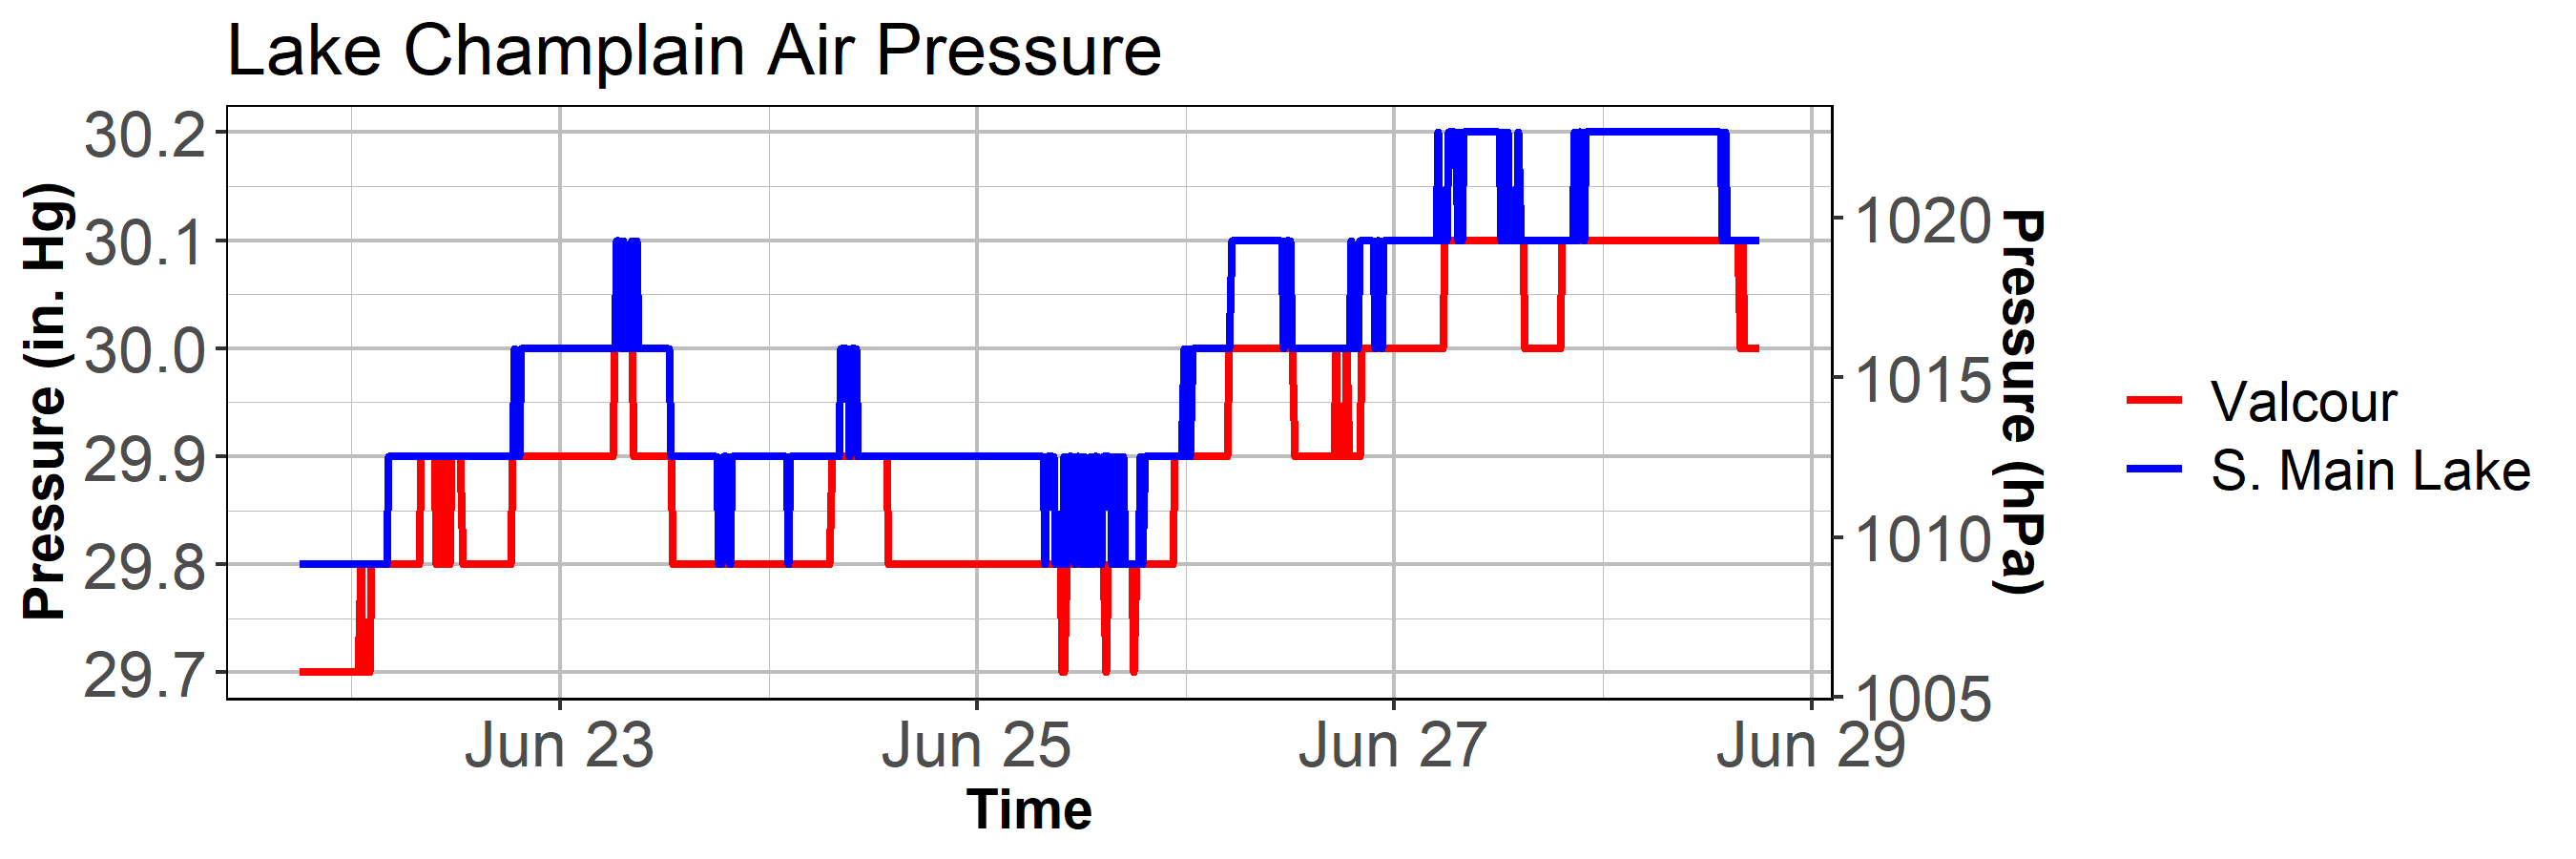 Lake Champlain Air Pressure
30.2
30.1
30.0
29.9
29.8
29.7
Pressure (in. Hg)
1020
1015
1010
1005
Pressure (hPa)
Jun 23
Jun 25
Jun 27
Jun 29
Time
Valcour
S. Main Lake